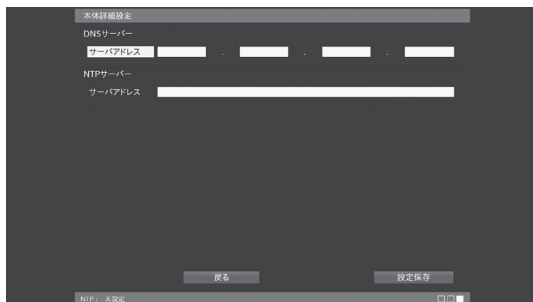 本体詳細設定
DNSサーバー
サーバアドレス . . .
NTPサーバー
サーバアドレス
戻る 設定保存
NTP： 未設定